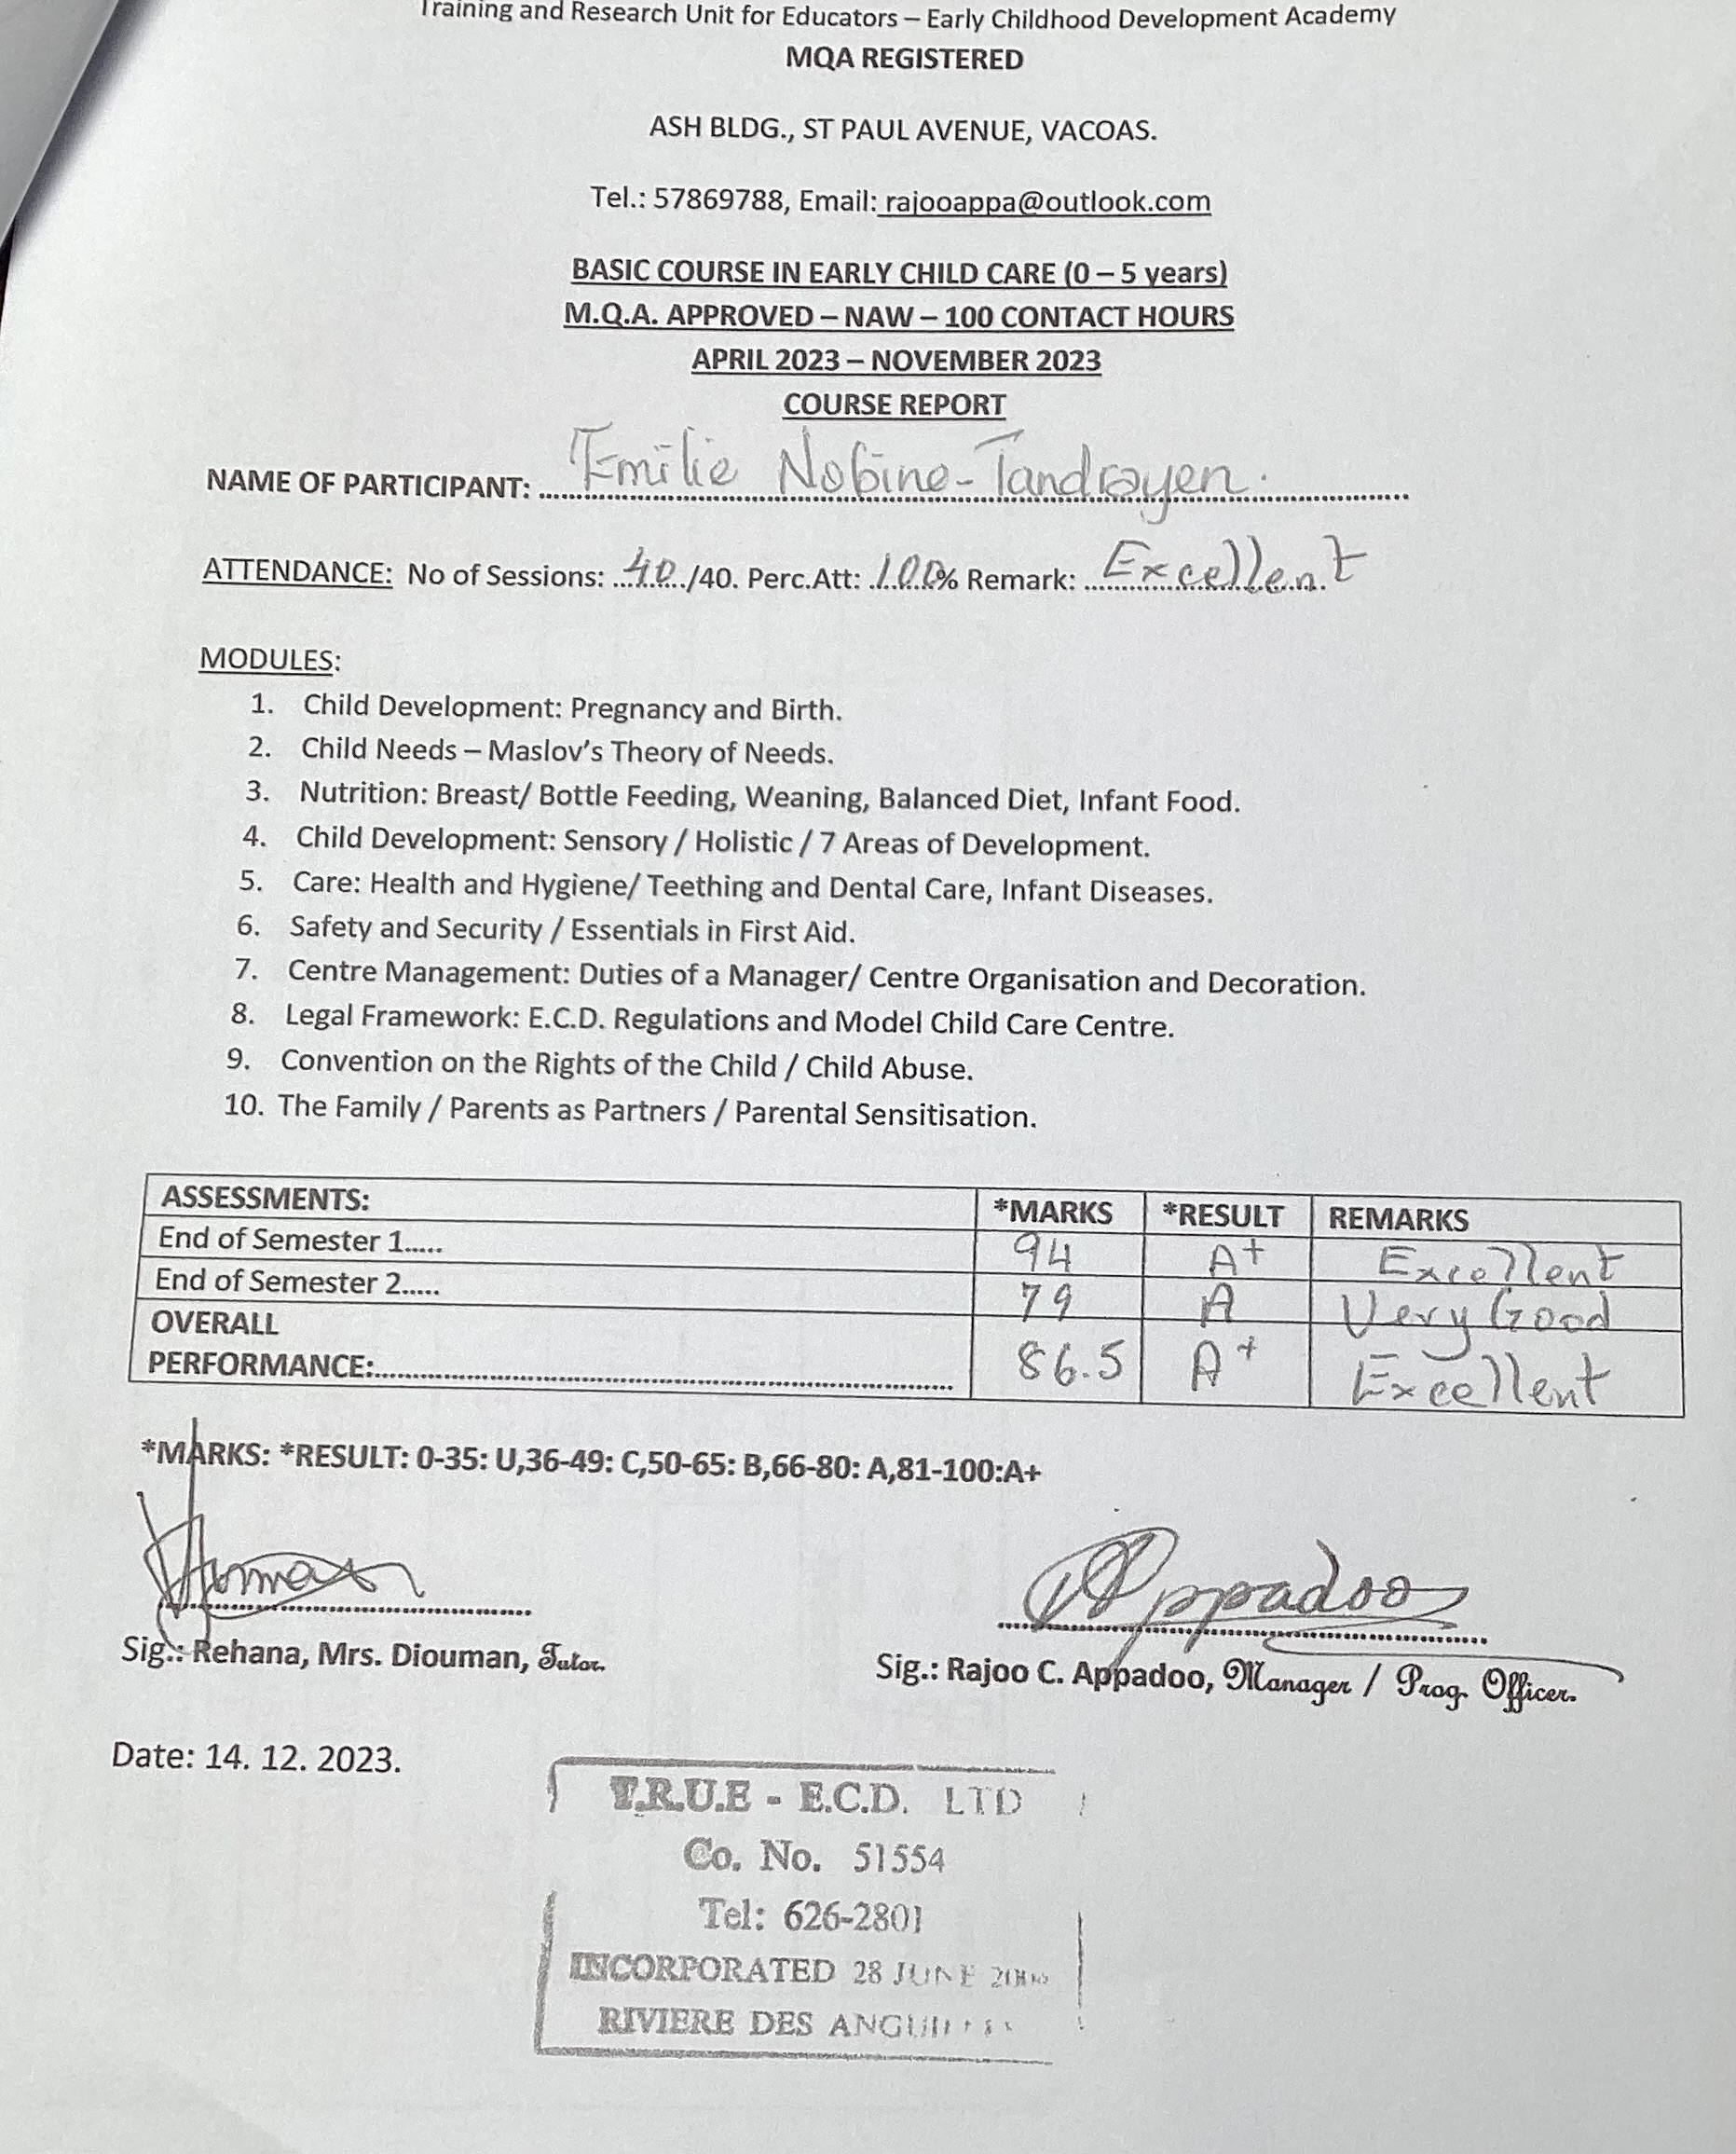 Training and Research Unit for Educators – Early Childhood Development Academy
MQA REGISTERED
ASH BLDG., ST PAUL AVENUE, VACOAS.
Tel.: 57869788, Email: rajooappa@outlook.com
BASIC COURSE IN EARLY CHILD CARE (0 – 5 years)
M.Q.A. APPROVED – NAW – 100 CONTACT HOURS
APRIL 2023 – NOVEMBER 2023
COURSE REPORT
NAME OF PARTICIPANT: Emilie Nobine-Tandrayen.
ATTENDANCE: No of Sessions: 40/40. Perc.Att: 100% Remark: Excellent
MODULES:
1. Child Development: Pregnancy and Birth.
2. Child Needs – Maslov's Theory of Needs.
3. Nutrition: Breast/ Bottle Feeding, Weaning, Balanced Diet, Infant Food.
4. Child Development: Sensory / Holistic / 7 Areas of Development.
5. Care: Health and Hygiene/ Teething and Dental Care, Infant Diseases.
6. Safety and Security / Essentials in First Aid.
7. Centre Management: Duties of a Manager/ Centre Organisation and Decoration.
8. Legal Framework: E.C.D. Regulations and Model Child Care Centre.
9. Convention on the Rights of the Child / Child Abuse.
10. The Family / Parents as Partners / Parental Sensitisation.
ASSESSMENTS: *MARKS *RESULT REMARKS
End of Semester 1..... 94 A+ Excellent
End of Semester 2..... 79 A Very Good
OVERALL
PERFORMANCE: 86.5 A+ Excellent
*MARKS: *RESULT: 0-35: U,36-49: C,50-65: B,66-80: A,81-100:A+
Appadoo
Sig.: Rehana, Mrs. Diouman, Tutor.
Sig.: Rajoo C. Appadoo, Manager / Prog. Officer.
Date: 14. 12. 2023.
T.R.U.E - E.C.D. LTD
Co. No. 51554
Tel: 626-2801
INCORPORATED 28 JUNE
RIVIERE DES